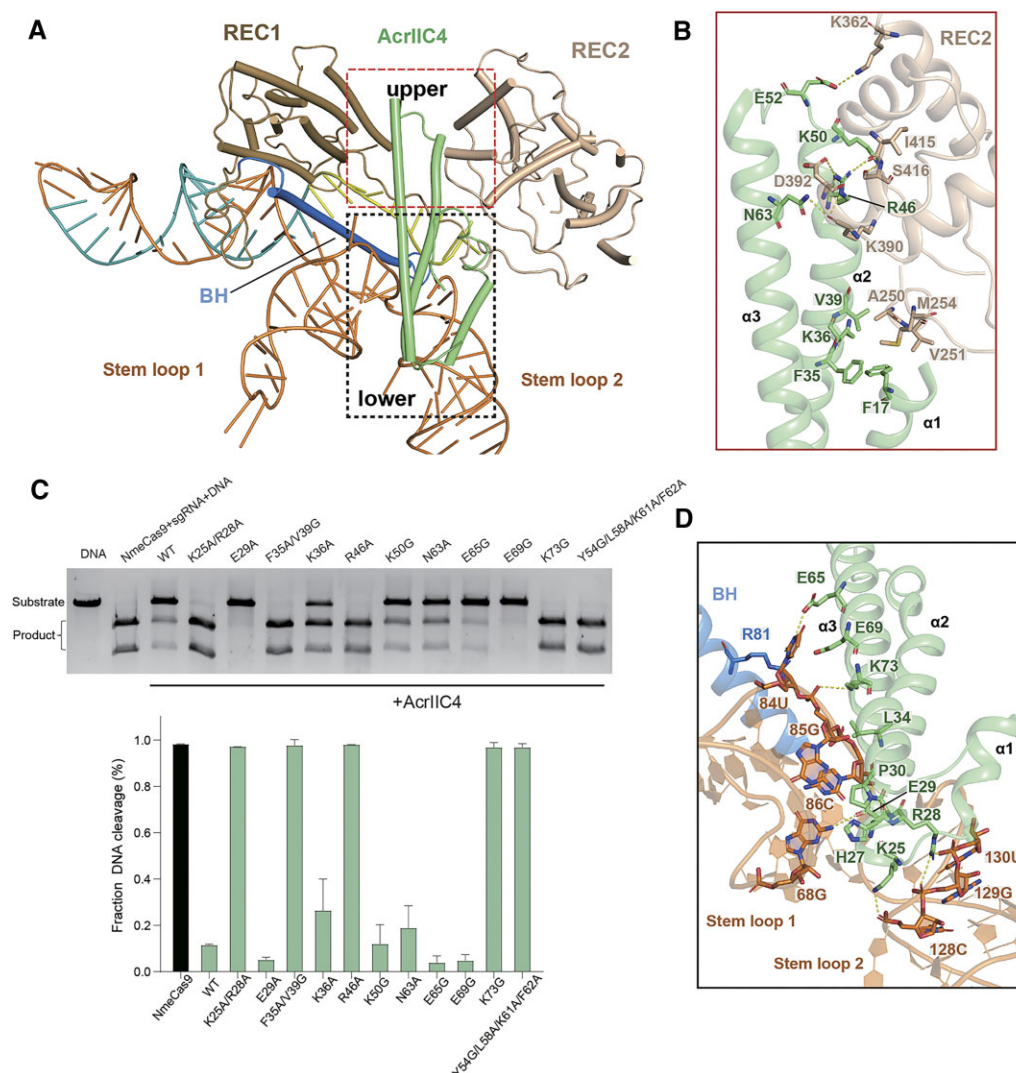 A
REC1
AcrIIC4
REC2
upper
BH
Stem loop 1
lower
Stem loop 2
B
K362
REC2
E52
K50
I415
S416
D392
R46
N63
K390
α2
V39
A250
M254
α3
K36
V251
F35
F17
α1
C
DNA
NmeCas9+sgRNA+DNA
WT
K25A/R28A
E29A
F35A/V39G
K36A
R46A
K50G
N63A
E65G
E69G
K73G
Y54G/L58A/K61A/F62A
Substrate
Product
+AcrIIC4
Fraction DNA cleavage (%)
1.0
0.8
0.6
0.4
0.2
0.0
NmeCas9
WT
K25A/R28A
E29A
F35A/V39G
K36A
R46A
K50G
N63A
E65G
E69G
K73G
Y54G/L58A/K61A/F62A
D
E65
BH
α3
α2
R81
E69
K73
84U
L34
85G
α1
P30
E29
86C
R28
H27
K25
130U
68G
129G
Stem loop 1
128C
Stem loop 2